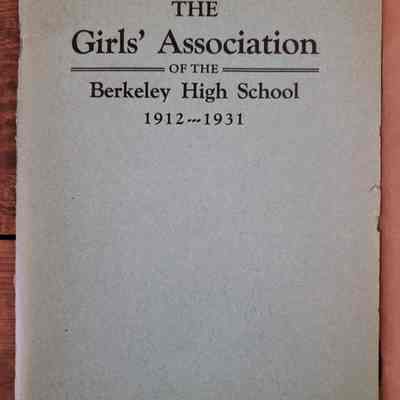 THE
Girls' Association
OF THE
Berkeley High School
1912---1931